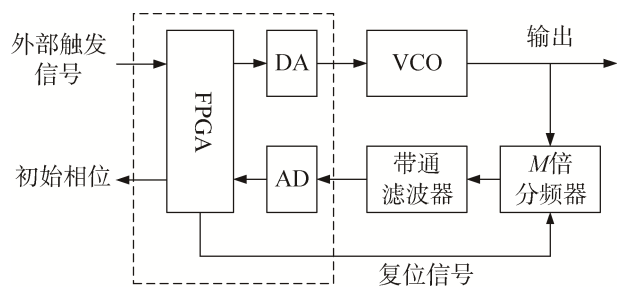 外部触发
信号
FPGA
DA
VCO
输出
初始相位
AD
带通
滤波器
M倍
分频器
复位信号